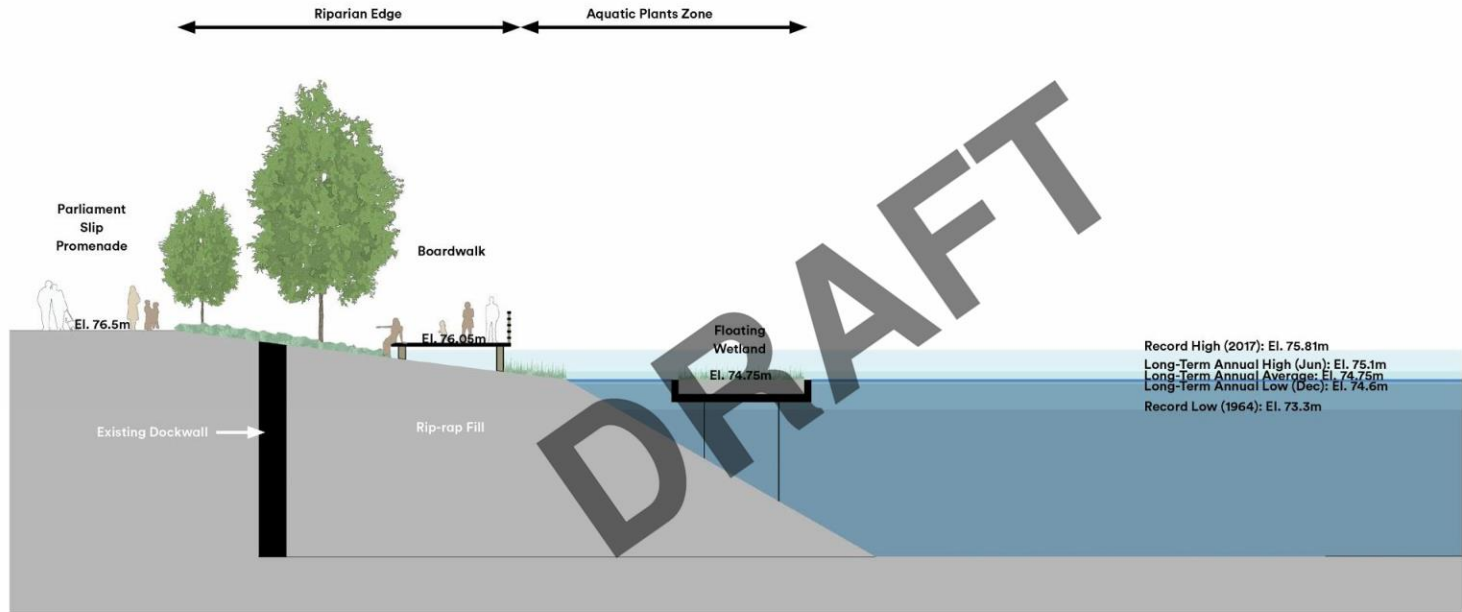 Riparian Edge
Aquatic Plants Zone
Parliament
Slip
Promenade
Boardwalk
El. 76.5m
El. 76.05m
Floating
Wetland
El. 74.75m
Record High (2017): El. 75.81m
Long-Term Annual High (Jun): El. 75.1m
Long-Term Annual Average: El. 74.75m
Long-Term Annual Low (Dec): El. 74.6m
Record Low (1964): El. 73.3m
Existing Dockwall
Rip-rap Fill
DRAFT